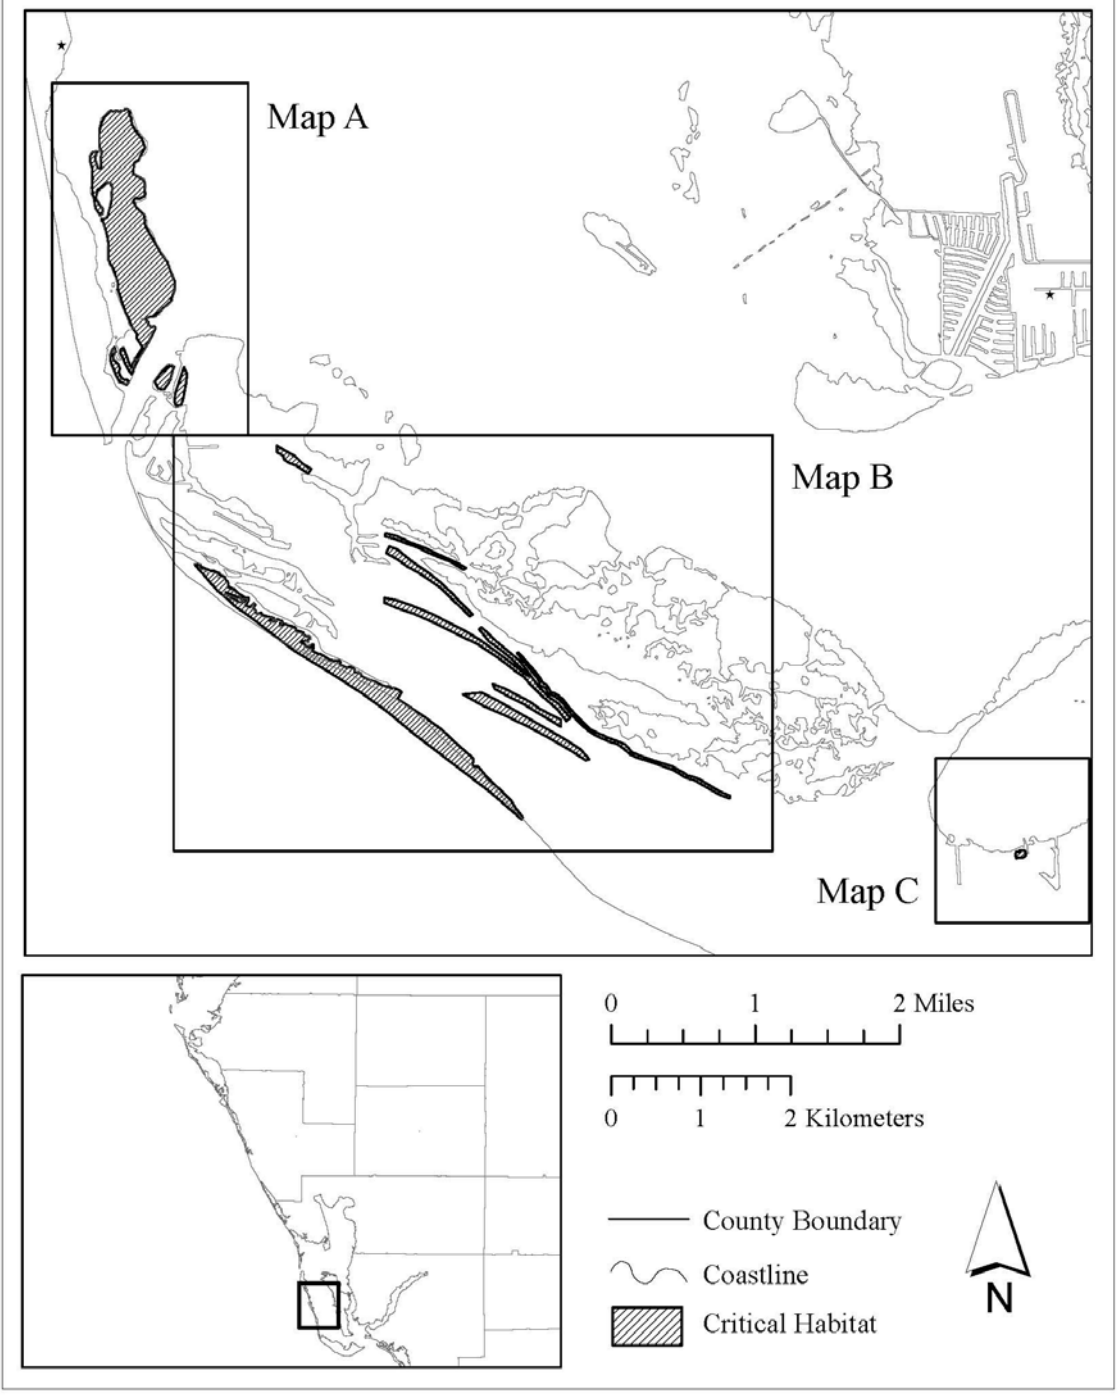 Map A
Map B
Map C
0 1 2 Miles
0 1 2 Kilometers
County Boundary
Coastline
Critical Habitat
N